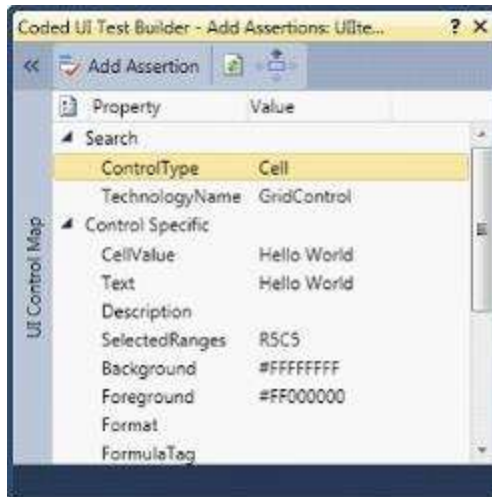 Coded UI Test Builder - Add Assertions: UIIte... ? ×
« Add Assertion
Property Value
Search
ControlType Cell
TechnologyName GridControl
Control Specific
CellValue Hello World
Text Hello World
Description
SelectedRanges R5C5
Background #FFFFFFFF
Foreground #FF000000
Format
FormulaTag
UI Control Map